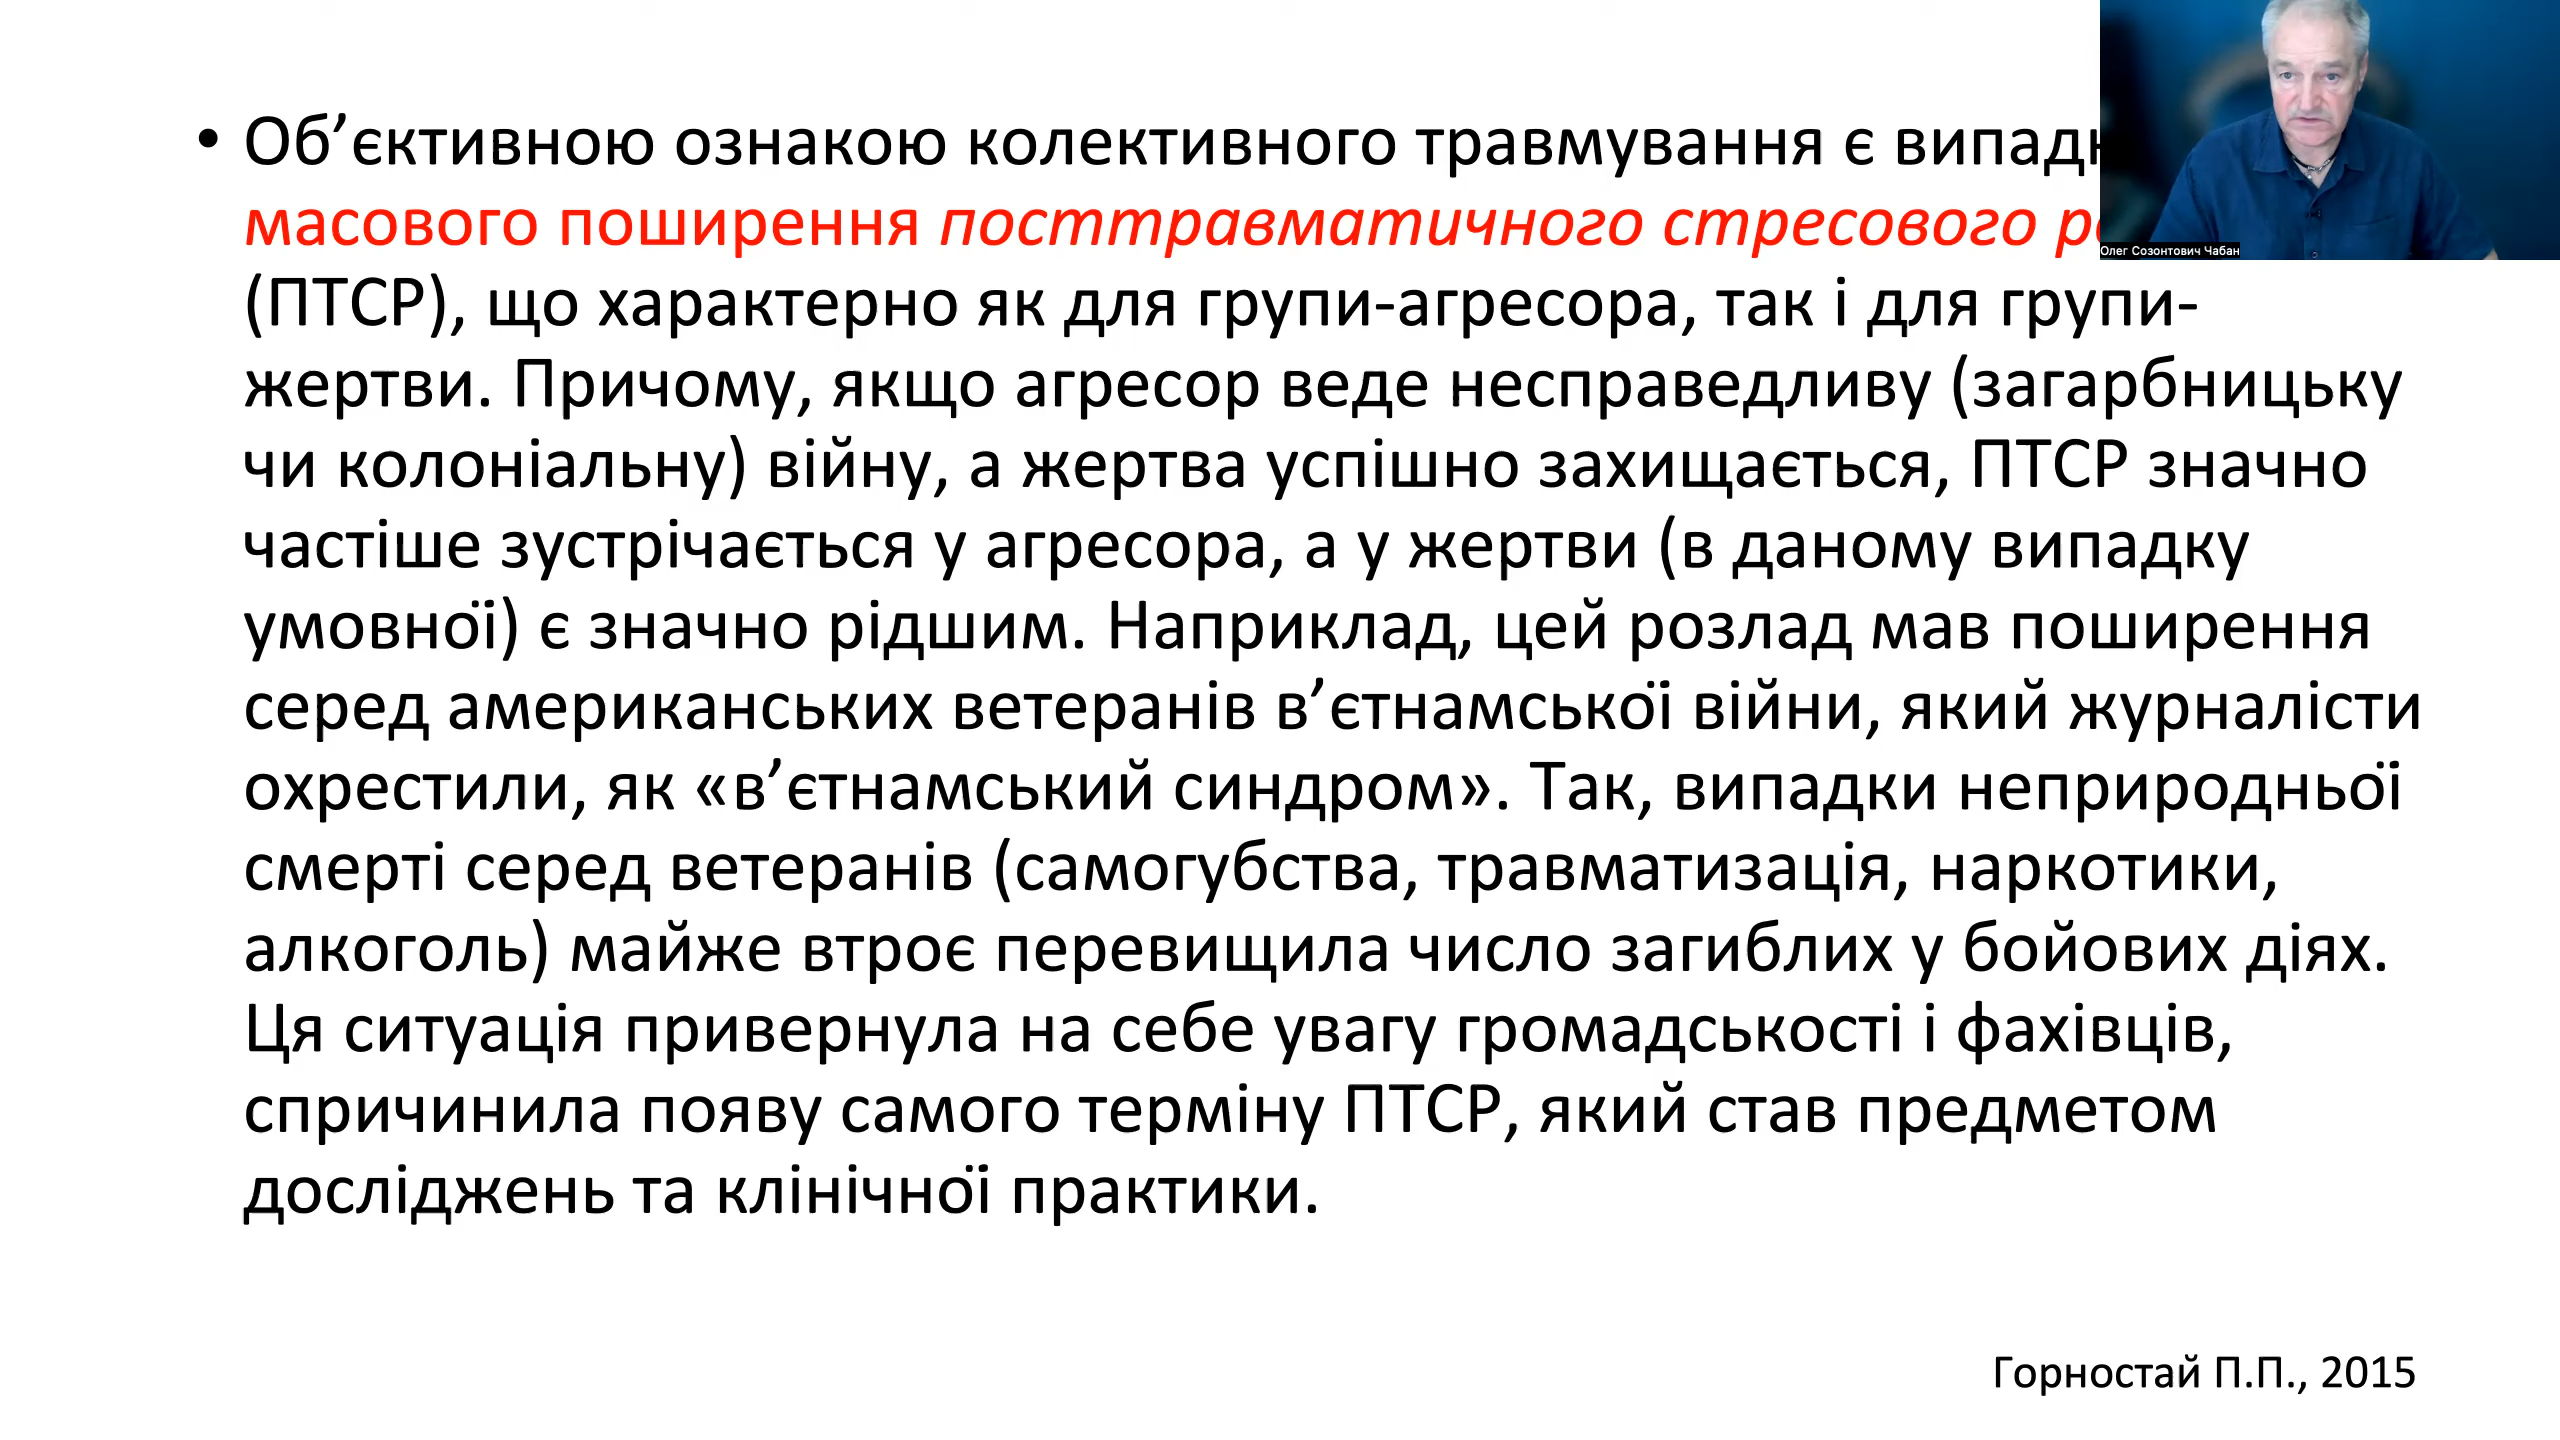 • Об’єктивною ознакою колективного травмування є
масового поширення посттравматичного стресового
(ПТСР), що характерно як для групи-агресора, так і для групи-
жертви. Причому, якщо агресор веде несправедливу (загарбницьку
чи колоніальну) війну, а жертва успішно захищається, ПТСР значно
частіше зустрічається у агресора, а у жертви (в даному випадку
умовної) є значно рідшим. Наприклад, цей розлад мав поширення
серед американських ветеранів в’єтнамської війни, який журналісти
охрестили, як «в’єтнамський синдром». Так, випадки неприродньої
смерті серед ветеранів (самогубства, травматизація, наркотики,
алкоголь) майже втроє перевищила число загиблих у бойових діях.
Ця ситуація привернула на себе увагу громадськості і фахівців,
спричинила появу самого терміну ПТСР, який став предметом
досліджень та клінічної практики.
Горностай П.П., 2015
Олег Созонтович Чабан